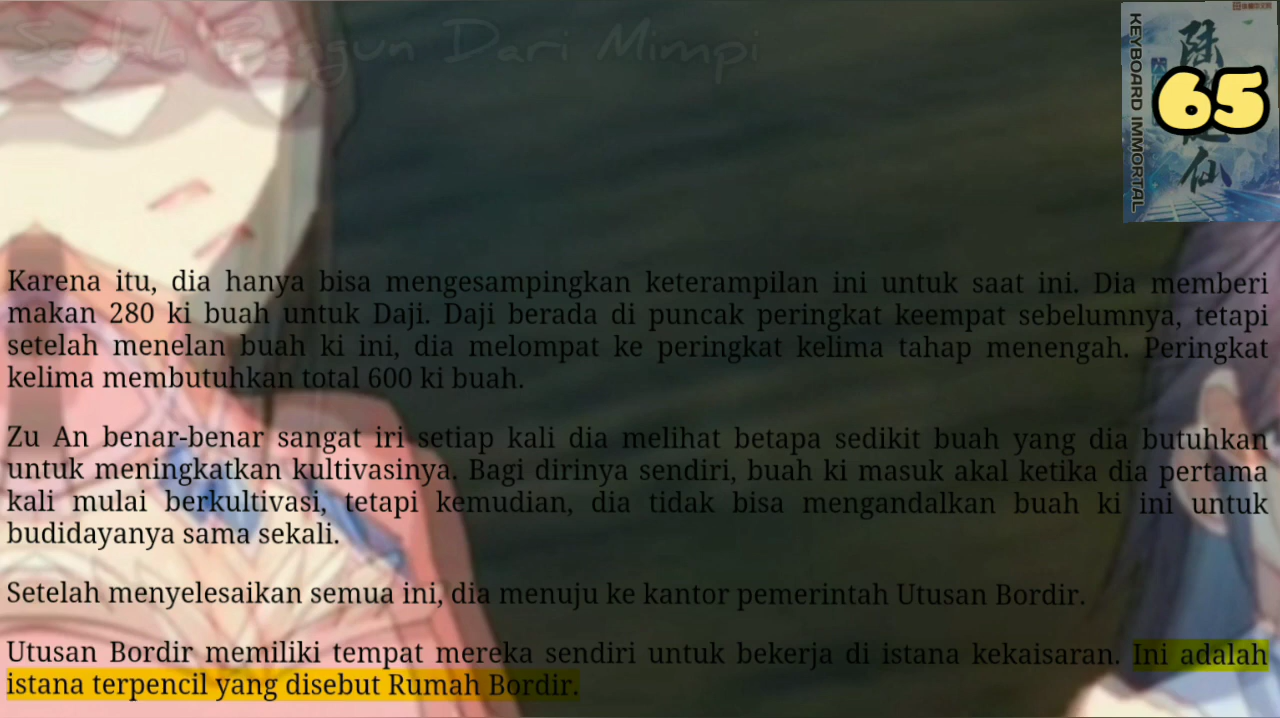 Sudah Bangun Dari Mimpi
KEYBOARD IMMORTAL
65
仙
Karena itu, dia hanya bisa mengesampingkan keterampilan ini untuk saat ini. Dia memberi
makan 280 ki buah untuk Daji. Daji berada di puncak peringkat keempat sebelumnya, tetapi
setelah menelan buah ki ini, dia melompat ke peringkat kelima tahap menengah. Peringkat
kelima membutuhkan total 600 ki buah.
Zu An benar-benar sangat iri setiap kali dia melihat betapa sedikit buah yang dia butuhkan
untuk meningkatkan kultivasinya. Bagi dirinya sendiri, buah ki masuk akal ketika dia pertama
kali mulai berkultivasi, tetapi kemudian, dia tidak bisa mengandalkan buah ki ini untuk
budidayanya sama sekali.
Setelah menyelesaikan semua ini, dia menuju ke kantor pemerintah Utusan Bordir.
Utusan Bordir memiliki tempat mereka sendiri untuk bekerja di istana kekaisaran. Ini adalah
istana terpencil yang disebut Rumah Bordir.